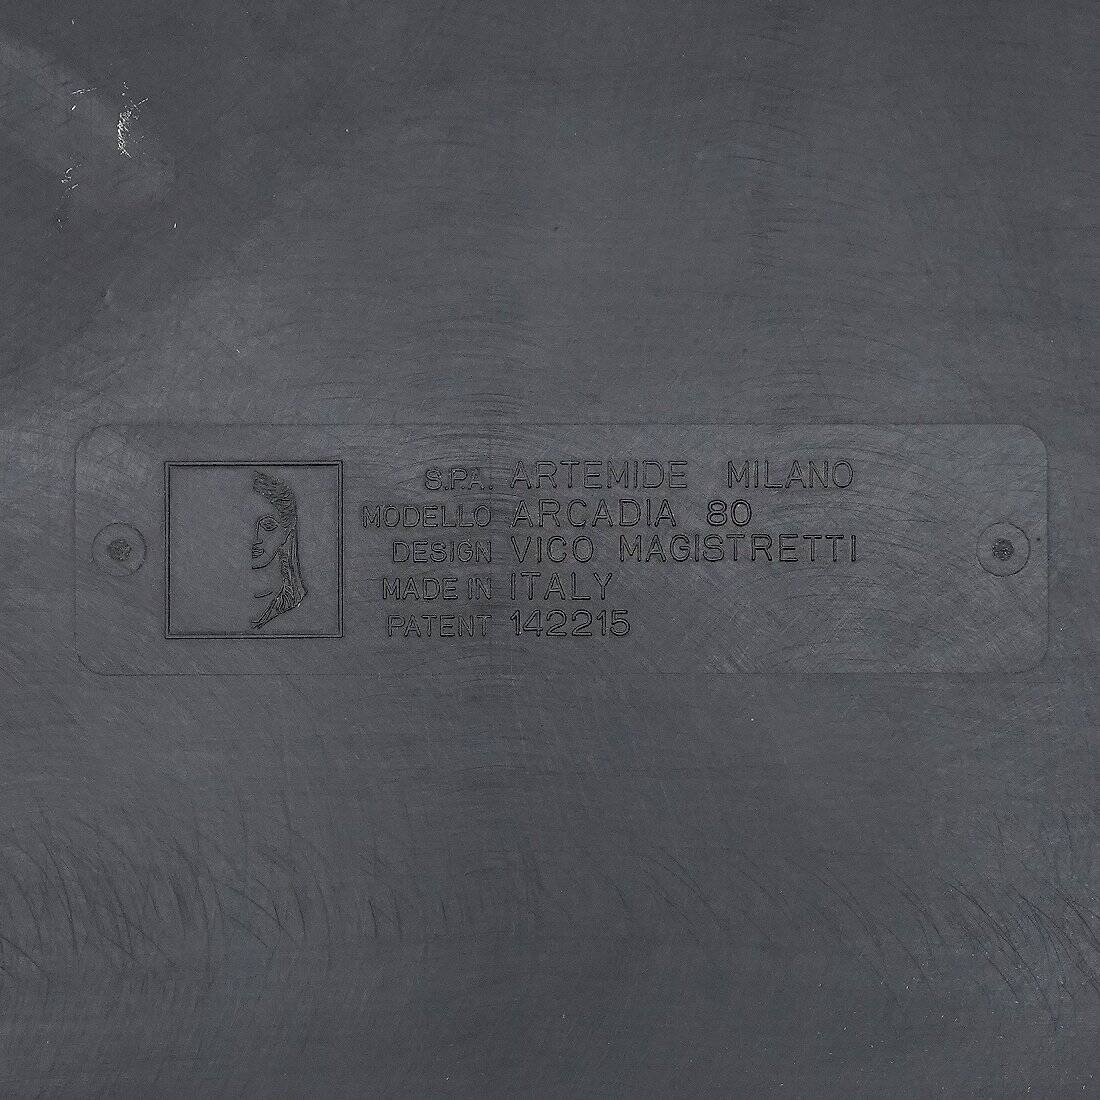 S.P.A. ARTEMIDE MILANO
MODELLO ARCADIA 80
DESIGN VICO MAGISTRETTI
MADE IN ITALY
PATENT 142215